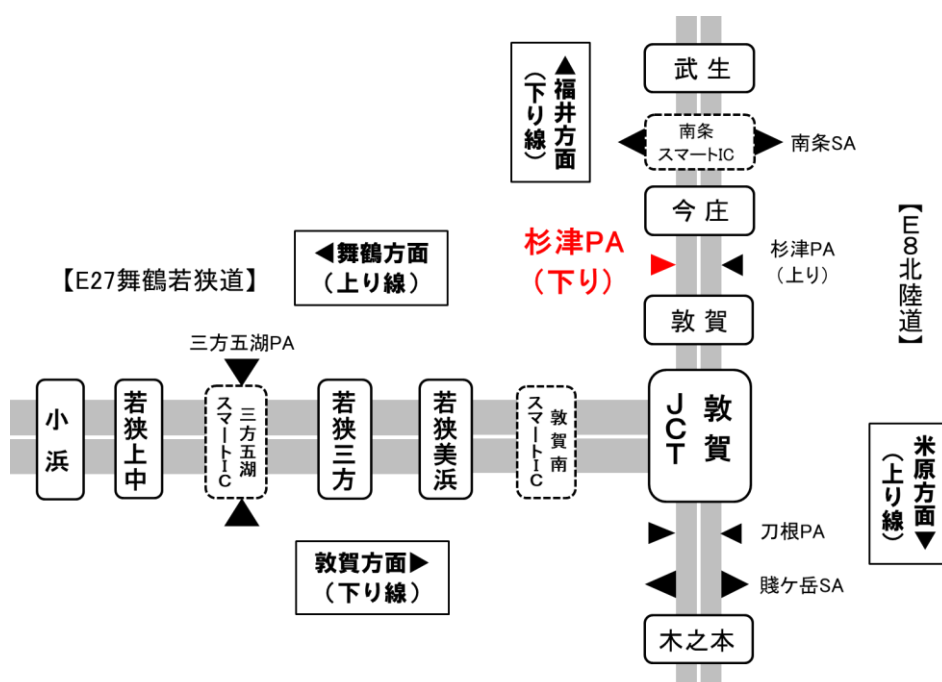 武生
▲福井方面
(下り線)
南条
スマートIC
南条SA
今庄
【E8北陸道】
杉津PA
(下り)
杉津PA
(上り)
◀舞鶴方面
(上り線)
【E27舞鶴若狭道】
敦賀
三方五湖PA
小浜
若狭上中
三方五湖
スマートIC
若狭三方
若狭美浜
敦賀南
スマートIC
敦賀
JCT
米原方面▼
(上り線)
刀根PA
敦賀方面▶
(下り線)
賤ケ岳SA
木之本